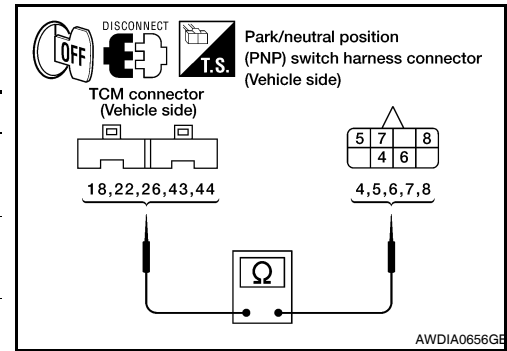 DISCONNECT
OFF
T.S.
Park/neutral position
(PNP) switch harness connector
(Vehicle side)
TCM connector
(Vehicle side)
5 7 8
4 6
18,22,26,43,44
4,5,6,7,8
Ω
AWDIA0656GB